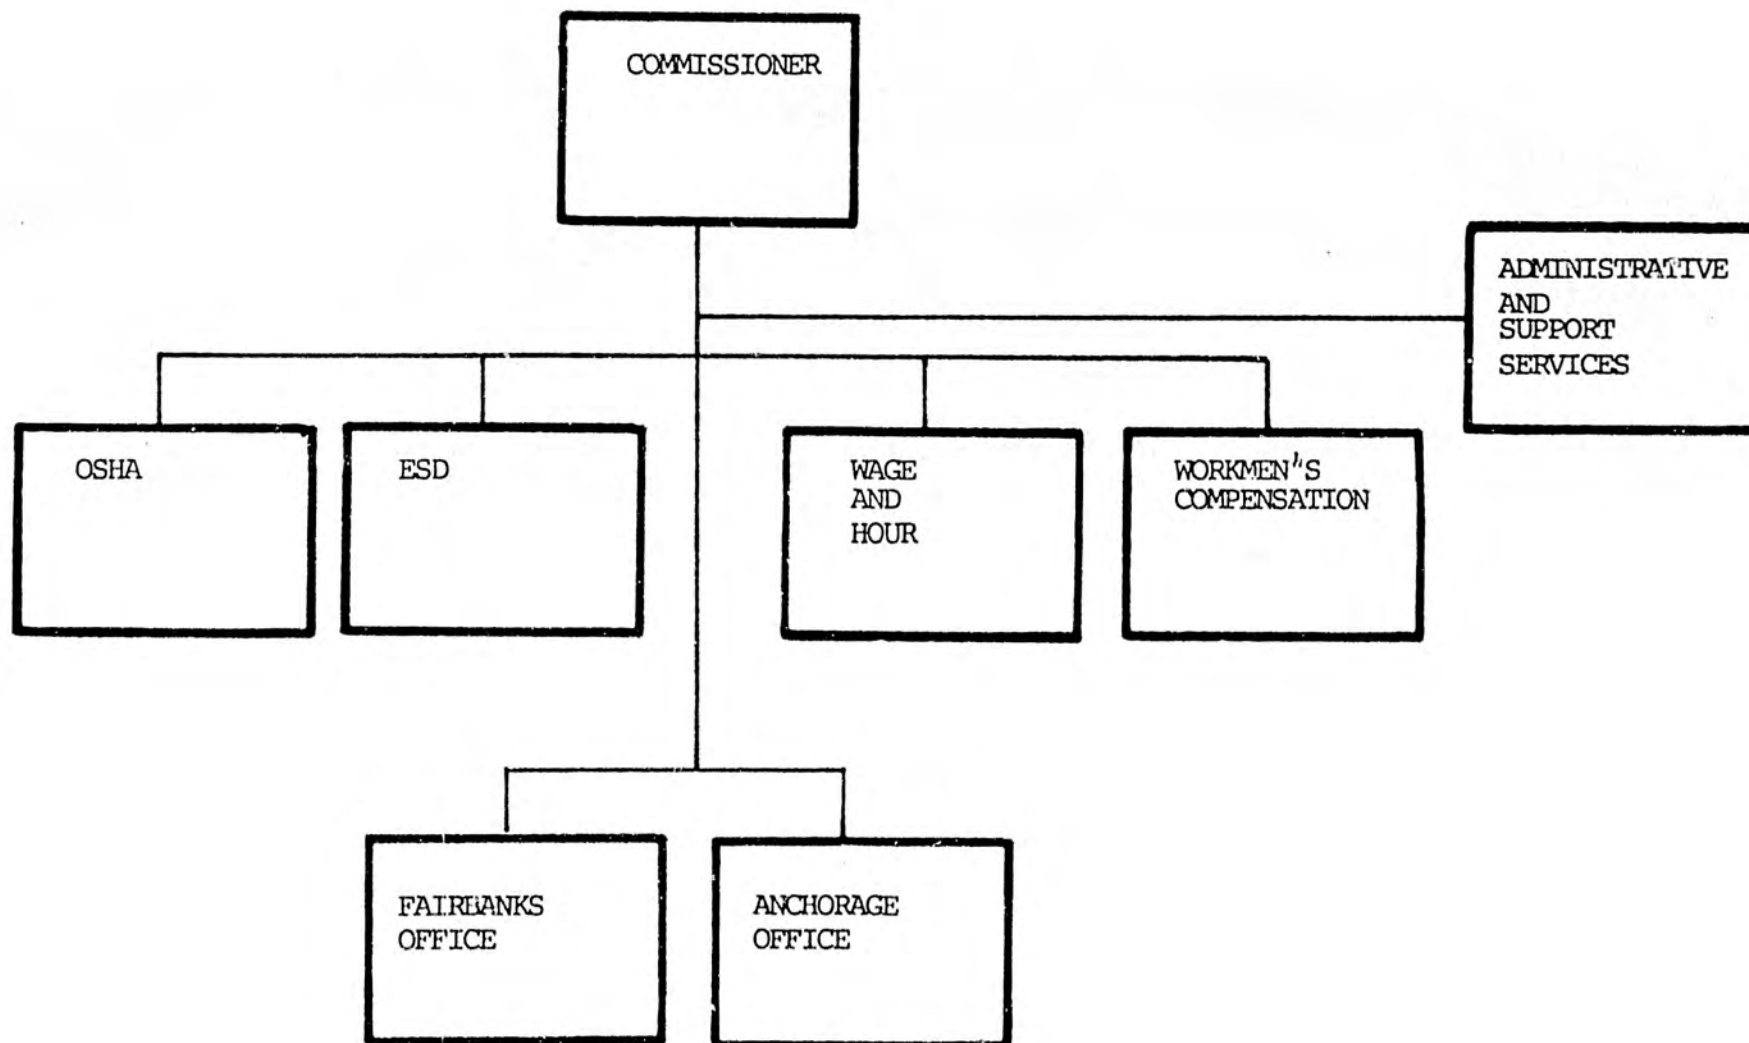 COMMISSIONER
ADMINISTRATIVE
AND
SUPPORT
SERVICES
OSHA
ESD
WAGE
AND
HOUR
WORKMEN'S
COMPENSATION
FAIRBANKS
OFFICE
ANCHORAGE
OFFICE